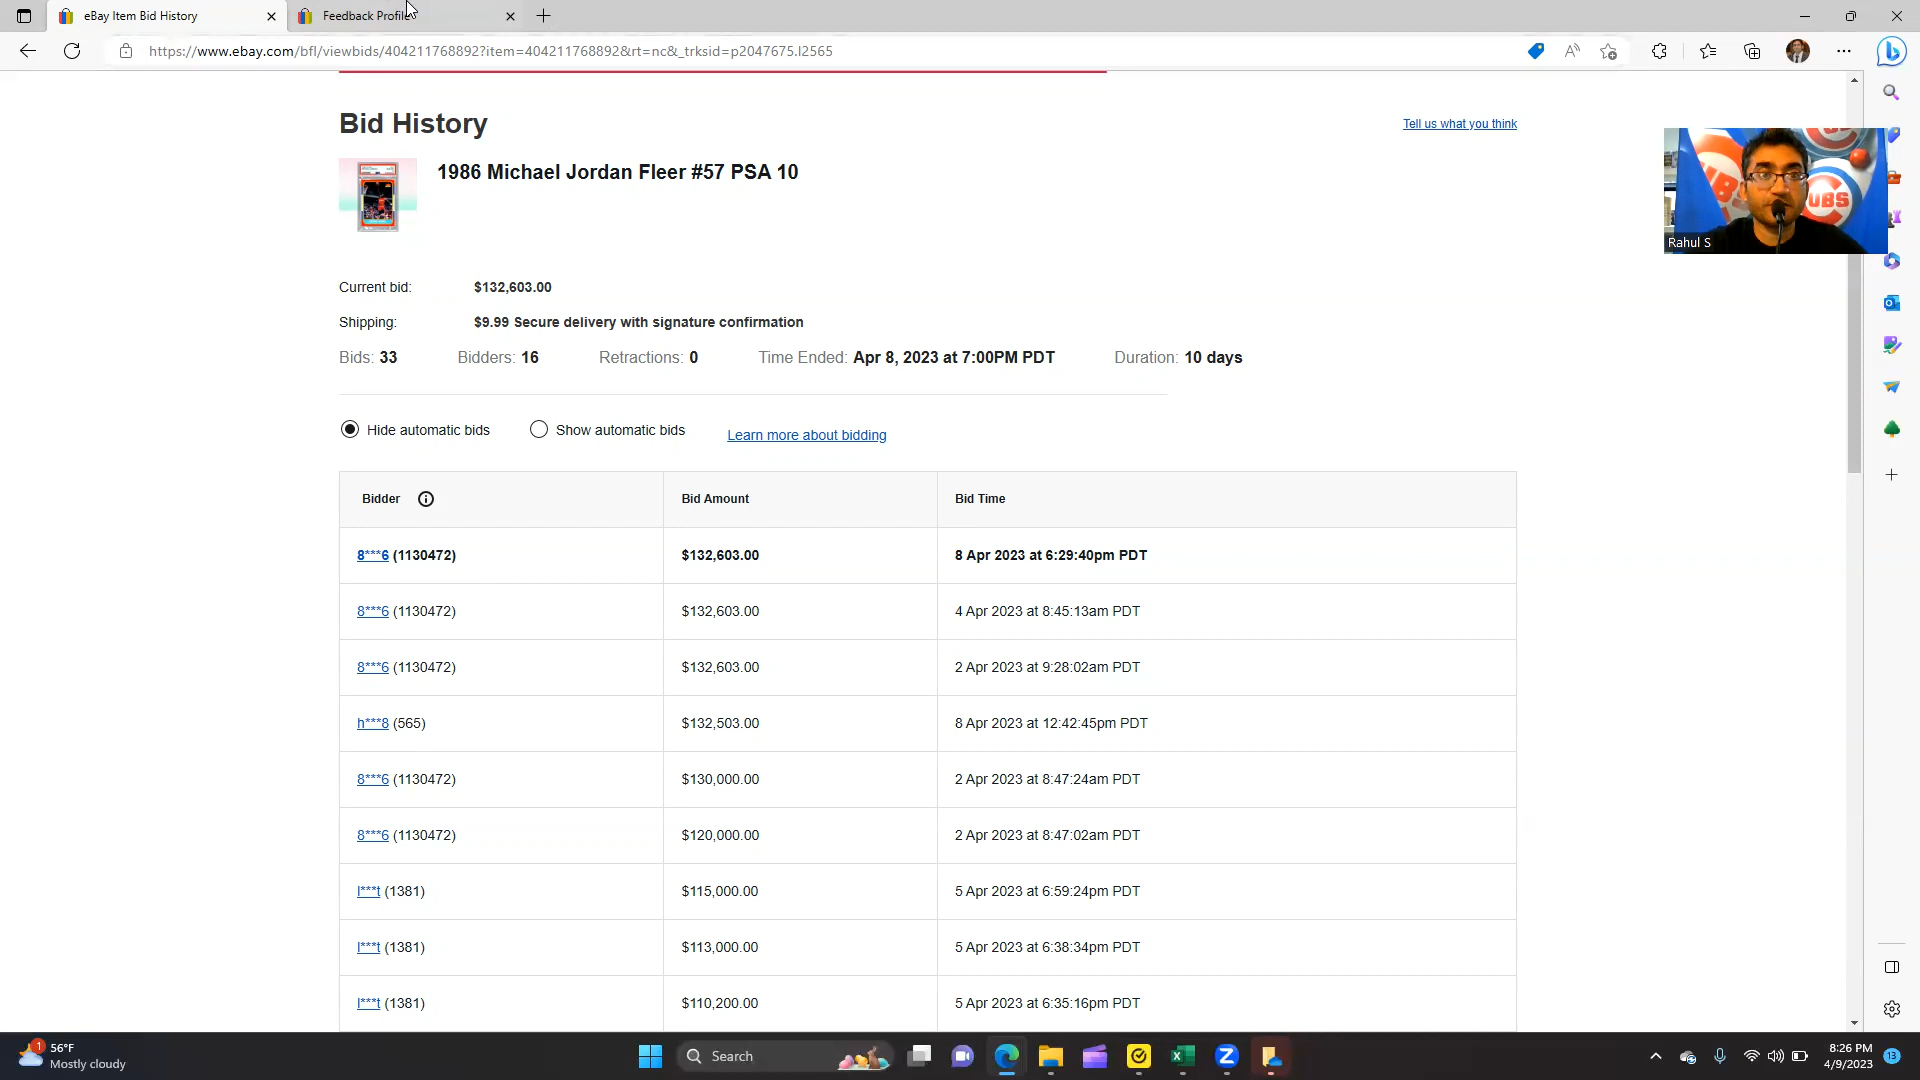 eBay Item Bid History
Feedback Profile
https://www.ebay.com/bfl/viewbids/404211768892?item=404211768892&rt=nc&_trksid=p2047675.l2565
Bid History
Tell us what you think
1986 Michael Jordan Fleer #57 PSA 10
CUBS
Rahul S
Current bid: $132,603.00
Shipping: $9.99 Secure delivery with signature confirmation
Bids: 33 Bidders: 16 Retractions: 0 Time Ended: Apr 8, 2023 at 7:00PM PDT Duration: 10 days
Hide automatic bids Show automatic bids Learn more about bidding
Bidder Bid Amount Bid Time
8***6 (1130472) $132,603.00 8 Apr 2023 at 6:29:40pm PDT
8***6 (1130472) $132,603.00 4 Apr 2023 at 8:45:13am PDT
8***6 (1130472) $132,603.00 2 Apr 2023 at 9:28:02am PDT
h***8 (565) $132,503.00 8 Apr 2023 at 12:42:45pm PDT
8***6 (1130472) $130,000.00 2 Apr 2023 at 8:47:24am PDT
8***6 (1130472) $120,000.00 2 Apr 2023 at 8:47:02am PDT
l***t (1381) $115,000.00 5 Apr 2023 at 6:59:24pm PDT
l***t (1381) $113,000.00 5 Apr 2023 at 6:38:34pm PDT
l***t (1381) $110,200.00 5 Apr 2023 at 6:35:16pm PDT
1 56°F
Mostly cloudy
Search
8:26 PM
4/9/2023
13